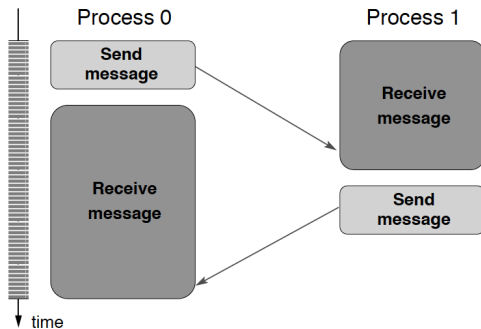 Process 0
Process 1
Send
message
Receive
message
Receive
message
Send
message
time